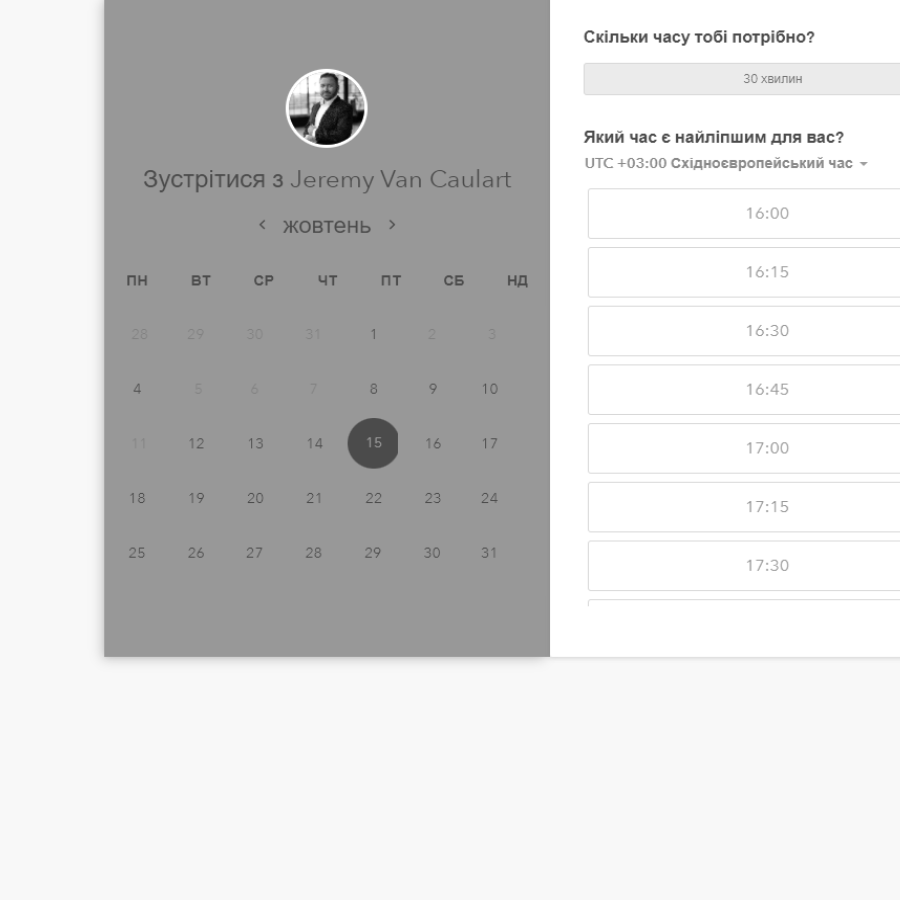 Зустрітися з Jeremy Van Caulart
жовтень
ПН ВТ СР ЧТ ПТ СБ НД
28 29 30 31 1 2 3
4 5 6 7 8 9 10
11 12 13 14 15 16 17
18 19 20 21 22 23 24
25 26 27 28 29 30 31
Скільки часу тобі потрібно?
30 хвилин
Який час є найліпшим для вас?
UTC +03:00 Східноєвропейський час
16:00
16:15
16:30
16:45
17:00
17:15
17:30